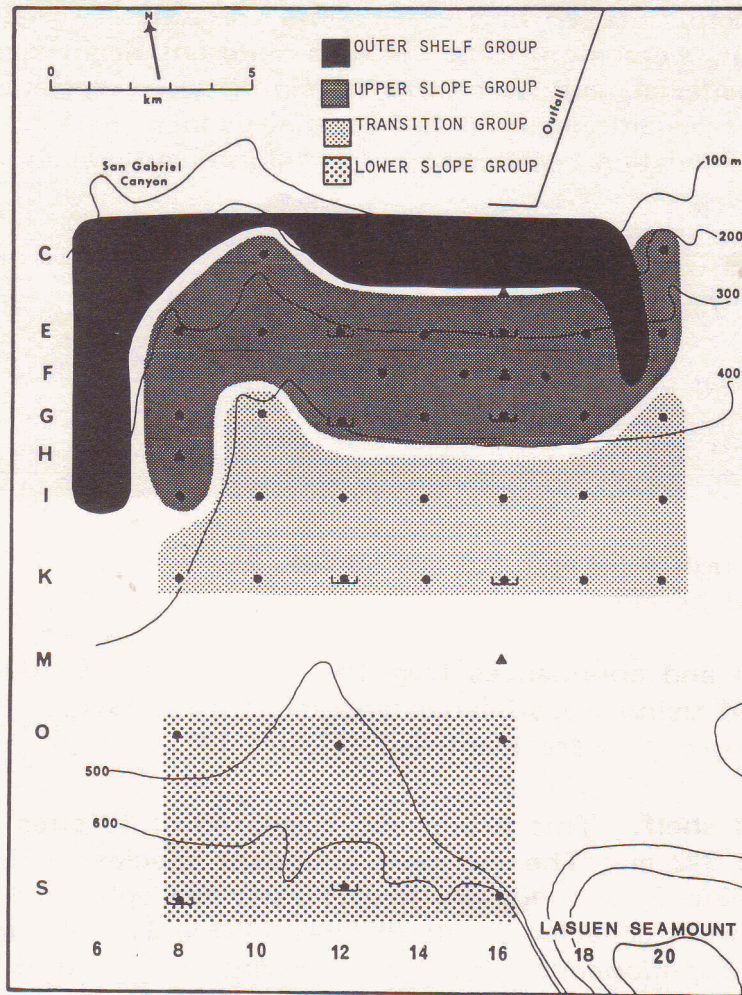 OUTER SHELF GROUP
UPPER SLOPE GROUP
TRANSITION GROUP
LOWER SLOPE GROUP
0 5
km
Outfall
San Gabriel
Canyon
100 m
200
300
400
C
E
F
G
H
I
K
M
O
500
600
S
LASUEN SEAMOUNT
6 8 10 12 14 16 18 20